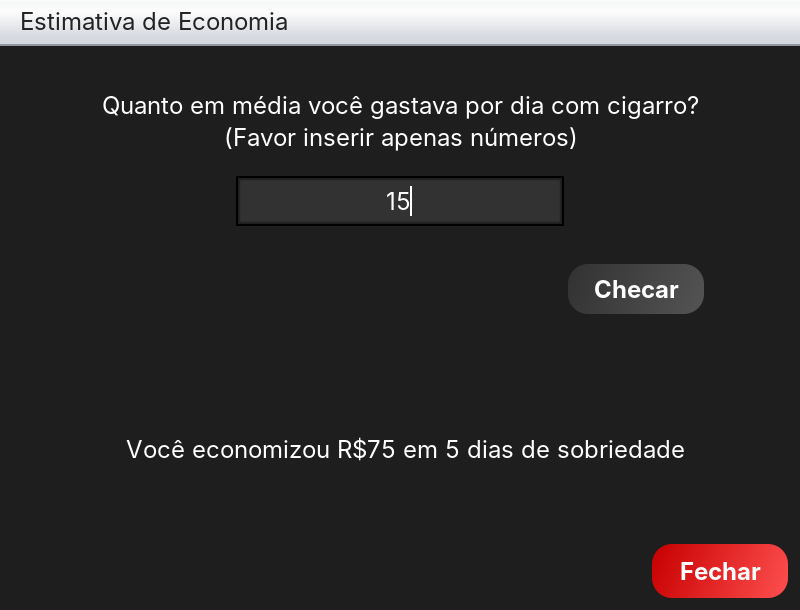 Estimativa de Economia
Quanto em média você gastava por dia com cigarro?
(Favor inserir apenas números)
15
Checar
Você economizou R$75 em 5 dias de sobriedade
Fechar